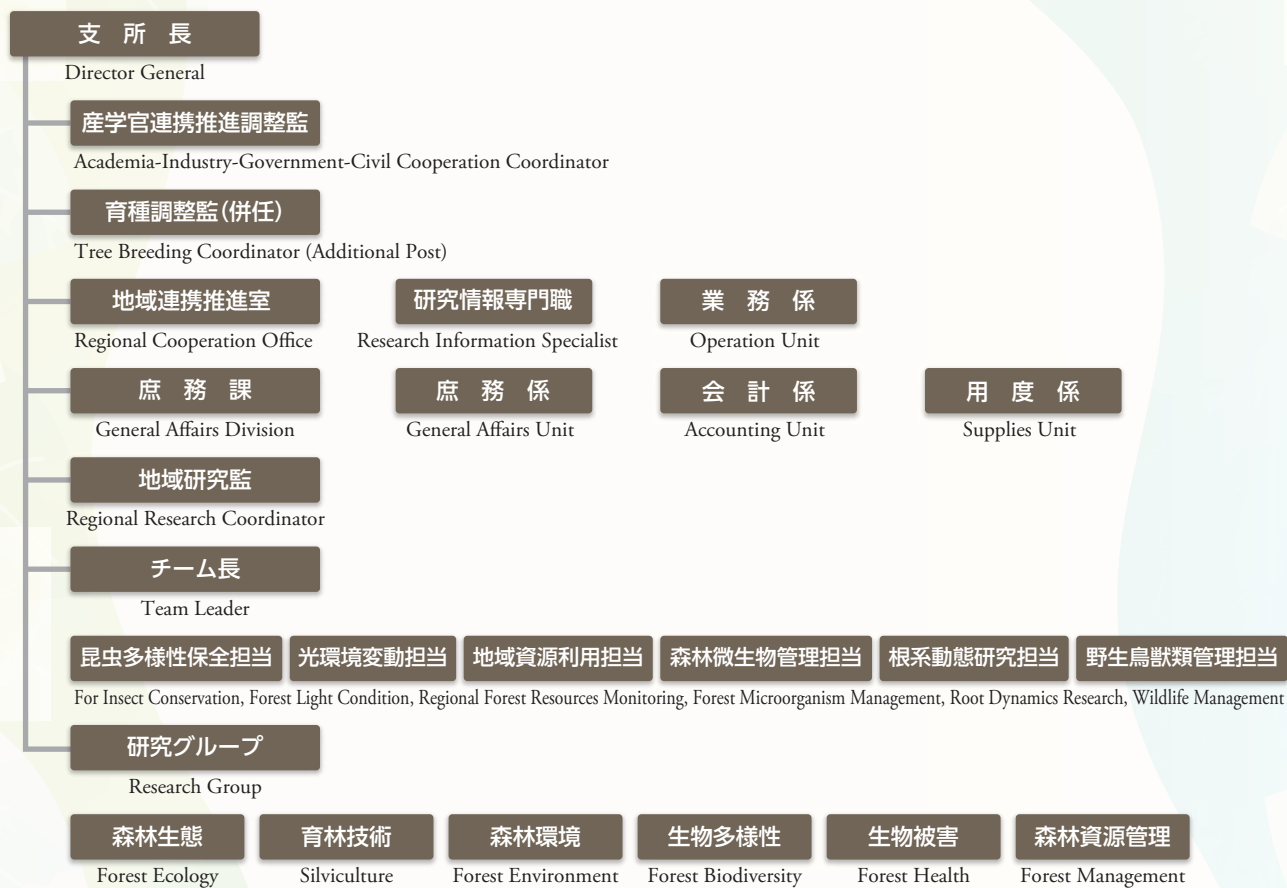 支 所 長
Director General
産学官連携推進調整監
Academia-Industry-Government-Civil Cooperation Coordinator
育種調整監(併任)
Tree Breeding Coordinator (Additional Post)
地域連携推進室 研究情報専門職 業 務 係
Regional Cooperation Office Research Information Specialist Operation Unit
庶 務 課 庶 務 係 会 計 係 用 度 係
General Affairs Division General Affairs Unit Accounting Unit Supplies Unit
地域研究監
Regional Research Coordinator
チーム長
Team Leader
昆虫多様性保全担当 光環境変動担当 地域資源利用担当 森林微生物管理担当 根系動態研究担当 野生鳥獣類管理担当
For Insect Conservation, Forest Light Condition, Regional Forest Resources Monitoring, Forest Microorganism Management, Root Dynamics Research, Wildlife Management
研究グループ
Research Group
森林生態 育林技術 森林環境 生物多様性 生物被害 森林資源管理
Forest Ecology Silviculture Forest Environment Forest Biodiversity Forest Health Forest Management